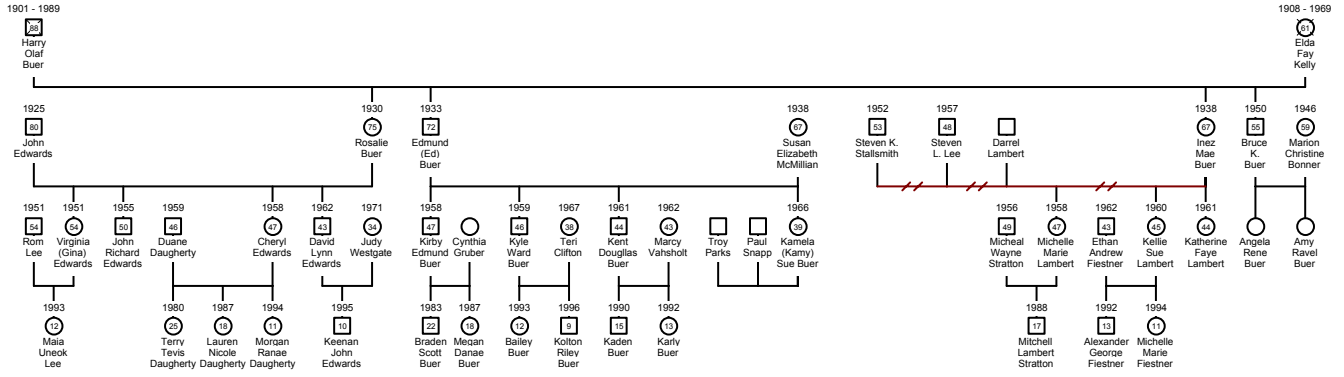 1901 - 1989
88
Harry
Olaf
Buer
1908 - 1969
61
Elda
Fay
Kelly
1925
80
John
Edwards
1930
75
Rosalie
Buer
1933
72
Edmund
(Ed)
Buer
1938
67
Susan
Elizabeth
McMillian
1952
53
Steven K.
Stallsmith
1957
48
Steven
L. Lee
Darrel
Lambert
1938
67
Inez
Mae
Buer
1950
55
Bruce
K.
Buer
1946
59
Marion
Christine
Bonner
1951
54
Rom
Lee
1951
54
Virginia
(Gina)
Edwards
1955
50
John
Richard
Edwards
1959
46
Duane
Daugherty
1958
47
Cheryl
Edwards
1962
43
David
Lynn
Edwards
1971
34
Judy
Westgate
1958
47
Kirby
Edmund
Buer
Cynthia
Gruber
1959
46
Kyle
Ward
Buer
1967
38
Teri
Clifton
1961
44
Kent
Dougllas
Buer
1962
43
Marcy
Vahsholt
Troy
Parks
Paul
Snapp
1966
39
Kamela
(Kamy)
Sue Buer
1956
49
Micheal
Wayne
Stratton
1958
47
Michelle
Marie
Lambert
1962
43
Ethan
Andrew
Fiestner
1960
45
Kellie
Sue
Lambert
1961
44
Katherine
Faye
Lambert
Angela
Rene
Buer
Amy
Ravel
Buer
1993
12
Maia
Uneok
Lee
1980
25
Terry
Tevis
Daugherty
1987
18
Lauren
Nicole
Daugherty
1994
11
Morgan
Ranae
Daugherty
1995
10
Keenan
John
Edwards
1983
22
Braden
Scott
Buer
1987
18
Megan
Danae
Buer
1993
12
Bailey
Buer
1996
9
Kolton
Riley
Buer
1990
15
Kaden
Buer
1992
13
Karly
Buer
1988
17
Mitchell
Lambert
Stratton
1992
13
Alexander
George
Fiestner
1994
11
Michelle
Marie
Fiestner